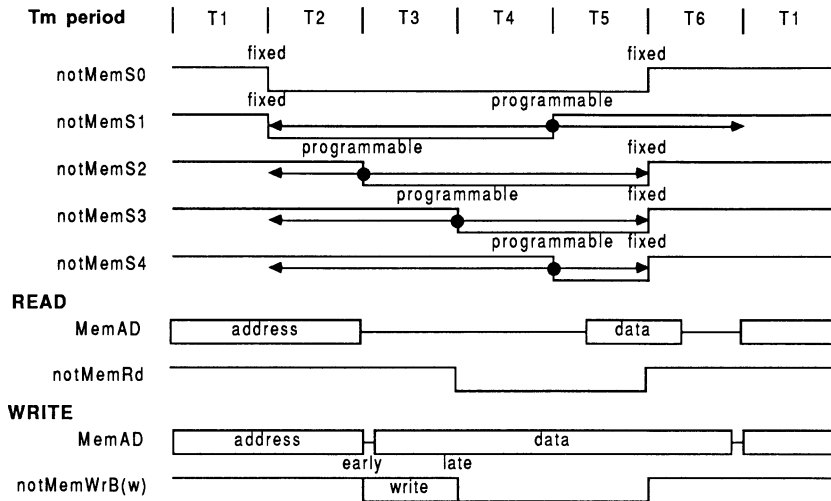 Tm period | T1 | T2 | T3 | T4 | T5 | T6 | T1
fixed fixed
notMemS0
fixed programmable
notMemS1
programmable fixed
notMemS2
programmable fixed
notMemS3
programmable fixed
notMemS4
READ
MemAD address data
notMemRd
WRITE
MemAD address data
early late
notMemWrB(w) write